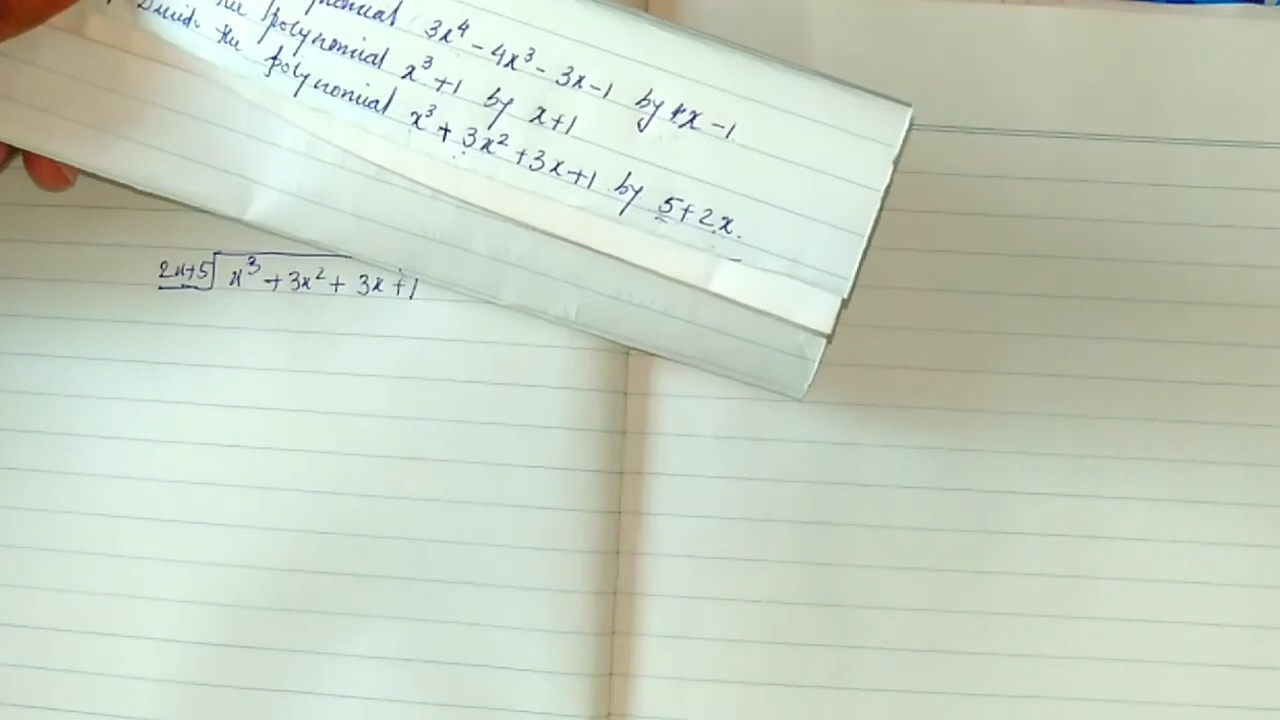 3x⁴ - 4x³ - 3x - 1 by x - 1
the polynomial x³ + 1 by x + 1
Divide the polynomial x³ + 3x² + 3x + 1 by 5 + 2x.
2x+5 x³ + 3x² + 3x + 1